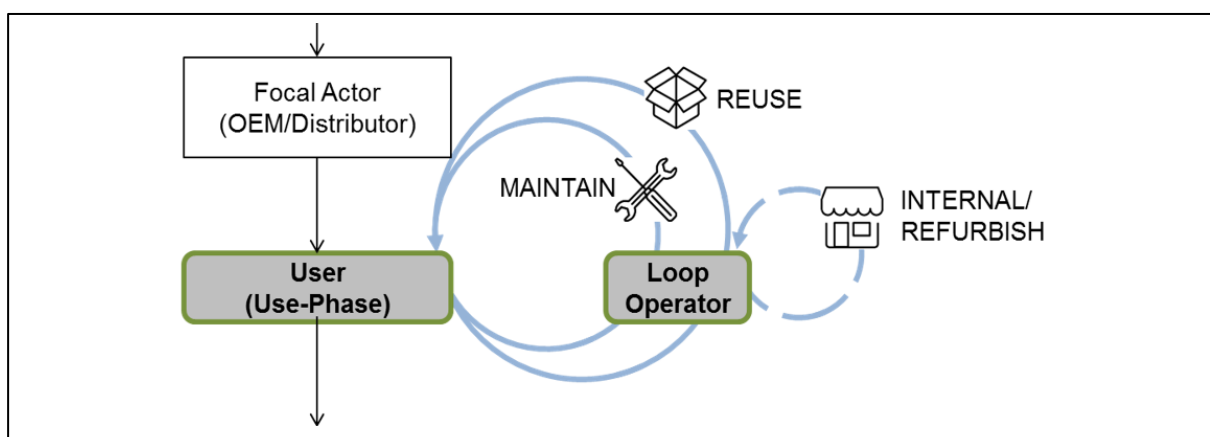 Focal Actor
(OEM/Distributor)
REUSE
MAINTAIN
INTERNAL/
REFURBISH
User
(Use-Phase)
Loop
Operator